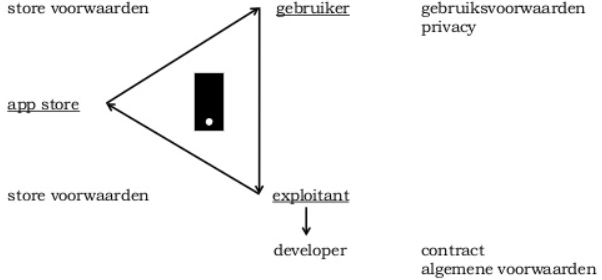 store voorwaarden
gebruiker
gebruiksvoorwaarden
privacy
app store
store voorwaarden
exploitant
developer
contract
algemene voorwaarden